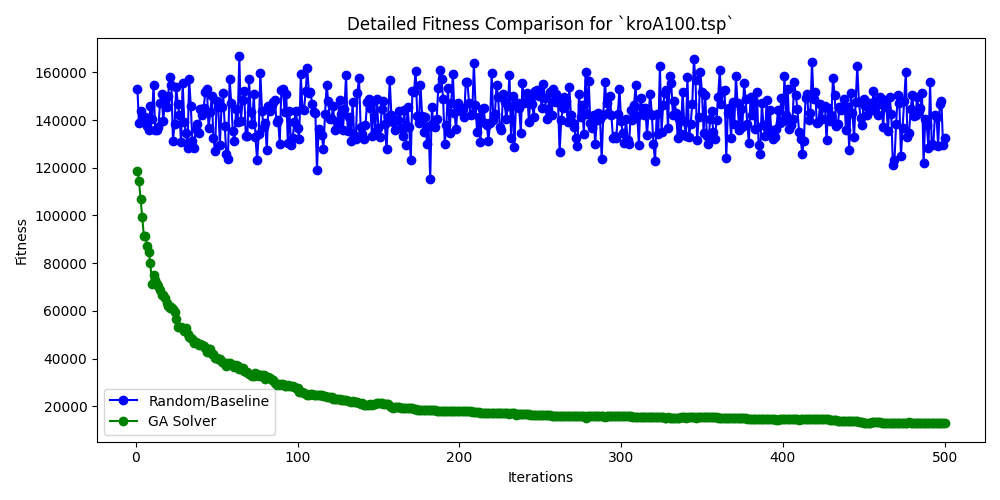 Detailed Fitness Comparison for `kroA100.tsp`
Fitness
160000
140000
120000
100000
80000
60000
40000
20000
Random/Baseline
GA Solver
0 100 200 300 400 500
Iterations